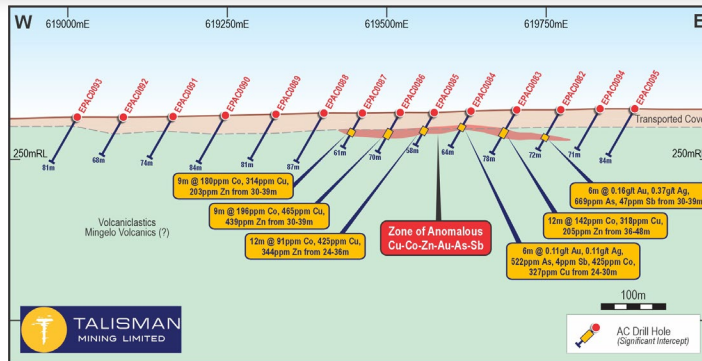 W
E
619000mE
619250mE
619500mE
619750mE
EPAC0093
EPAC0092
EPAC0091
EPAC0090
EPAC0089
EPAC0088
EPAC0087
EPAC0086
EPAC0085
EPAC0084
EPAC0083
EPAC0082
EPAC0094
EPAC0095
Transported Cove
250mRL
250mR
81m
68m
74m
84m
81m
87m
61m
70m
58m
64m
78m
72m
71m
84m
9m @ 180ppm Co, 314ppm Cu,
203ppm Zn from 30-39m
9m @ 196ppm Co, 465ppm Cu,
439ppm Zn from 30-39m
12m @ 91ppm Co, 425ppm Cu,
344ppm Zn from 24-36m
Zone of Anomalous
Cu-Co-Zn-Au-As-Sb
6m @ 0.11g/t Au, 0.11g/t Ag,
522ppm As, 4ppm Sb, 425ppm Co,
327ppm Cu from 24-30m
12m @ 142ppm Co, 318ppm Cu,
205ppm Zn from 36-48m
6m @ 0.16g/t Au, 0.37g/t Ag,
669ppm As, 47ppm Sb from 30-39m
Volcaniclastics
Mingelo Volcanics (?)
100m
TALISMAN
MINING LIMITED
AC Drill Hole
(Significant Intercept)